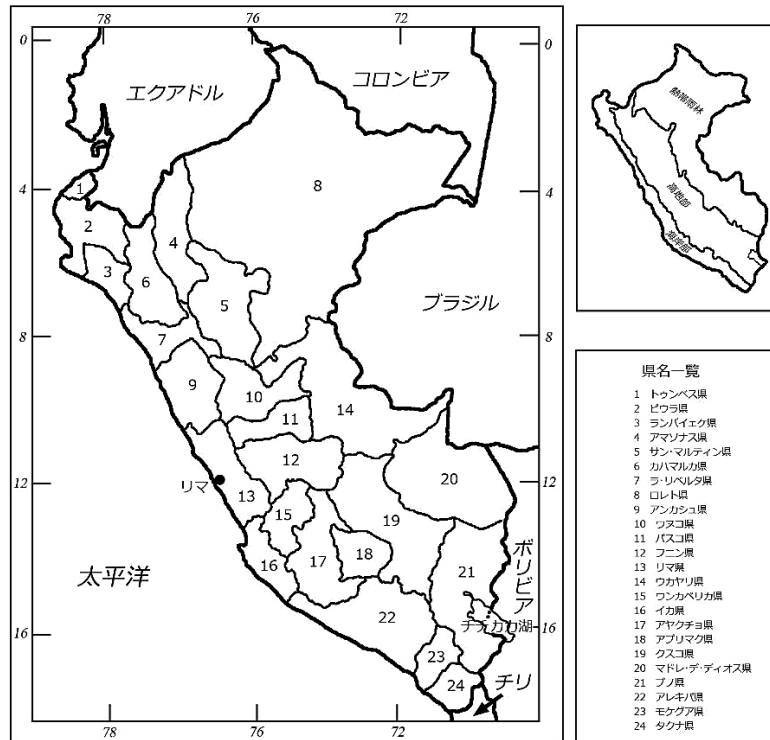 78
76
72
0
0
コロンビア
エクアドル
4
4
1
8
2
4
3
6
5
ブラジル
8
8
7
9
10
14
11
12
20
12
12
リマ
13
15
19
ボリビア
16
17
18
21
太平洋
22
チチカカ湖
16
16
23
24
チリ
78
76
72
熱帯雨林
高地部
海岸部
県名一覧
1 トゥンベス県
2 ピウラ県
3 ランバイェケ県
4 アマゾナス県
5 サン・マルティン県
6 カハマルカ県
7 ラ・リベルタ県
8 ロレト県
9 アンカシュ県
10 ワヌコ県
11 パスコ県
12 フニン県
13 リマ県
14 ウカヤリ県
15 ワンカベリカ県
16 イカ県
17 アヤクチョ県
18 アプリマク県
19 クスコ県
20 マドレ・デ・ディオス県
21 プノ県
22 アレキパ県
23 モケグア県
24 タクナ県